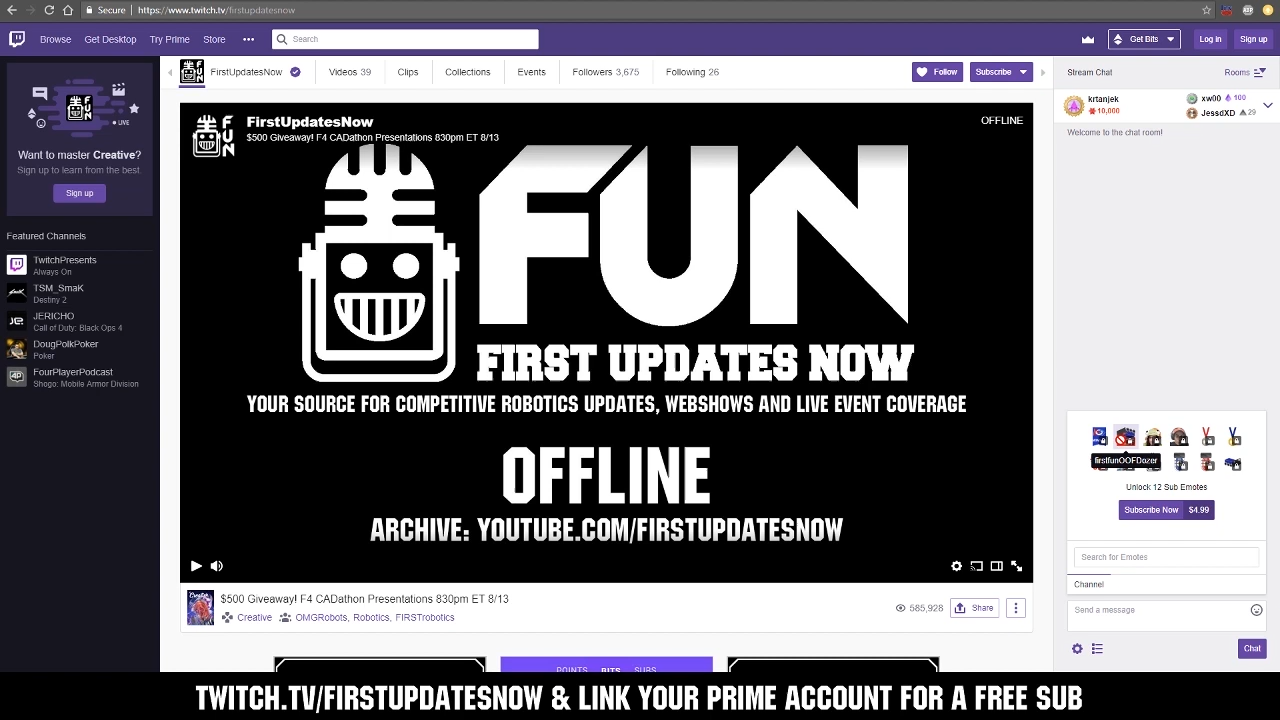 Secure
https://www.twitch.tv/firstupdatesnow
Browse
Get Desktop
Try Prime
Store
Search
Get Bits
Log in
Sign up
FUN
LIVE
Want to master Creative?
Sign up to learn from the best.
Sign up
Featured Channels
TwitchPresents
Always On
TSM_SmaK
Destiny 2
JERICHO
Call of Duty: Black Ops 4
DougPolkPoker
Poker
FourPlayerPodcast
Shogo: Mobile Armor Division
FUN
FirstUpdatesNow
Videos 39
Clips
Collections
Events
Followers 3,675
Following 26
Follow
Subscribe
FUN
FirstUpdatesNow
$500 Giveaway! F4 CADathon Presentations 830pm ET 8/13
OFFLINE
FUN
FIRST UPDATES NOW
YOUR SOURCE FOR COMPETITIVE ROBOTICS UPDATES, WEBSHOWS AND LIVE EVENT COVERAGE
OFFLINE
ARCHIVE: YOUTUBE.COM/FIRSTUPDATESNOW
$500 Giveaway! F4 CADathon Presentations 830pm ET 8/13
Creative
OMGRobots, Robotics, FIRSTrobotics
585,928
Share
POINTS
BITS
SUBS
Stream Chat
Rooms
krtanjek
10,000
xw00
100
JessdXD
29
Welcome to the chat room!
firstfunOOFDozer
Unlock 12 Sub Emotes
Subscribe Now
$4.99
Search for Emotes
Channel
Send a message
Chat
TWITCH.TV/FIRSTUPDATESNOW & LINK YOUR PRIME ACCOUNT FOR A FREE SUB